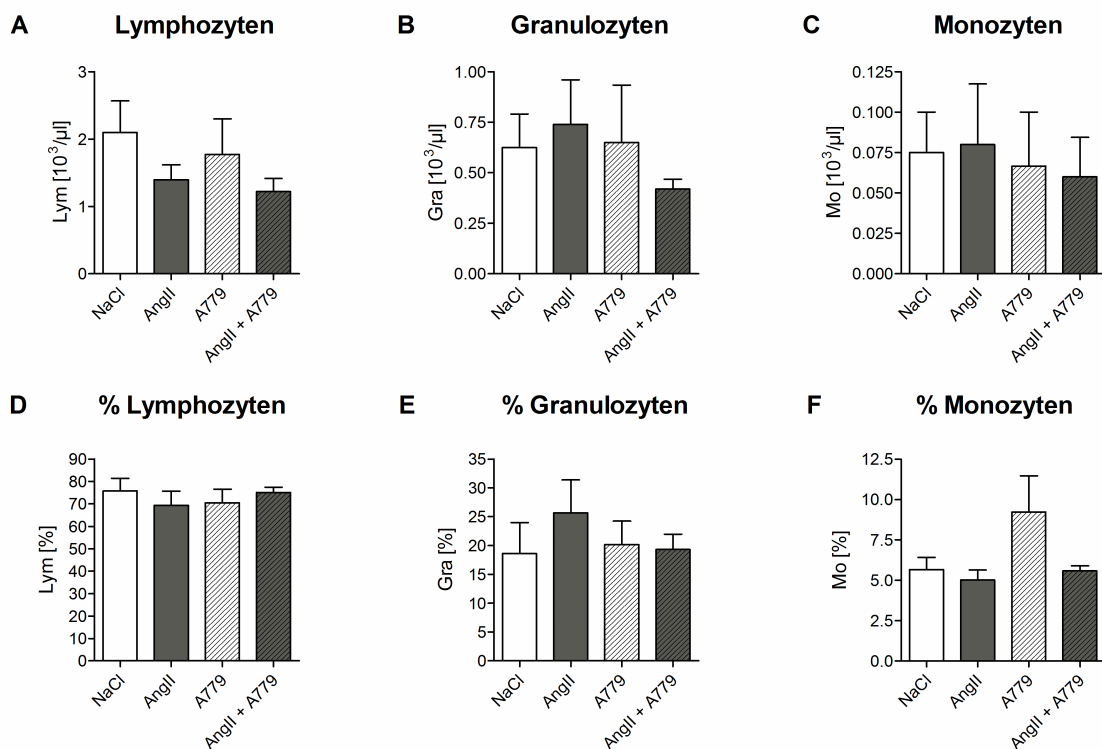 A Lymphozyten
Lym [10³/µl]
3
2
1
0
NaCl
AngII
A779
AngII + A779
B Granulozyten
Gra [10³/µl]
1.00
0.75
0.50
0.25
0.00
NaCl
AngII
A779
AngII + A779
C Monozyten
Mo [10³/µl]
0.125
0.100
0.075
0.050
0.025
0.000
NaCl
AngII
A779
AngII + A779
D % Lymphozyten
Lym [%]
90
80
70
60
50
40
30
20
10
0
NaCl
AngII
A779
AngII + A779
E % Granulozyten
Gra [%]
35
30
25
20
15
10
5
0
NaCl
AngII
A779
AngII + A779
F % Monozyten
Mo [%]
12.5
10.0
7.5
5.0
2.5
0.0
NaCl
AngII
A779
AngII + A779